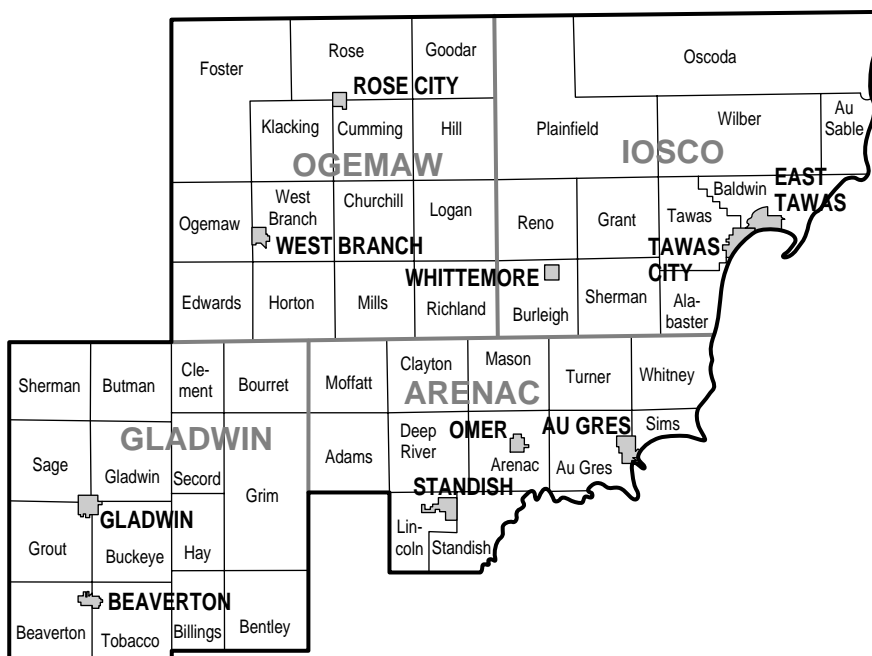 Foster
Rose
Goodar
Oscoda
ROSE CITY
Klacking
Cumming
Hill
Plainfield
Wilber
Au
Sable
OGEMAW
IOSCO
Ogemaw
West
Branch
Churchill
Logan
Reno
Grant
Tawas
Baldwin
EAST
TAWAS
WEST BRANCH
TAWAS
CITY
WHITTEMORE
Edwards
Horton
Mills
Richland
Burleigh
Sherman
Ala-
baster
Sherman
Butman
Cle-
ment
Bourret
Moffatt
Clayton
Mason
Turner
Whitney
ARENAC
GLADWIN
Sage
Gladwin
Secord
Grim
Adams
Deep
River
OMER
Arenac
AU GRES
Au Gres
Sims
STANDISH
GLADWIN
Lin-
coln
Standish
Grout
Buckeye
Hay
BEAVERTON
Beaverton
Tobacco
Billings
Bentley